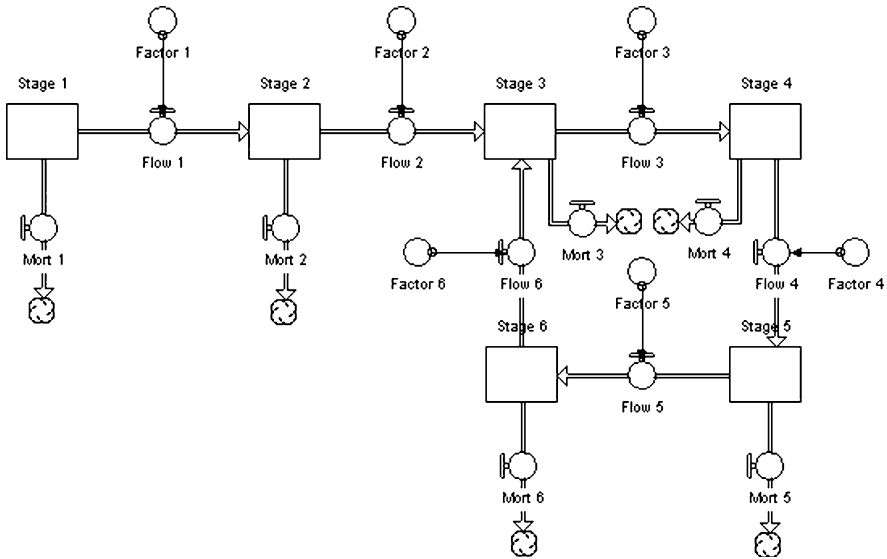 Factor 1
Factor 2
Factor 3
Stage 1
Stage 2
Stage 3
Stage 4
Flow 1
Flow 2
Flow 3
Mort 1
Mort 2
Mort 3
Mort 4
Factor 6
Flow 6
Factor 5
Flow 4
Factor 4
Stage 6
Stage 5
Flow 5
Mort 6
Mort 5